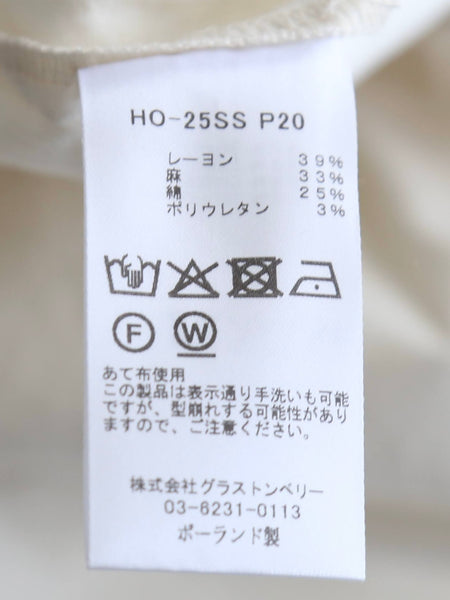 HO-25SS P20
レーヨン 39%
麻 33%
綿 25%
ポリウレタン 3%
F W
あて布使用
この製品は表示通り手洗いも可能
ですが、型崩れする可能性があり
ますので、ご注意ください。
株式会社グラストンベリー
03-6231-0113
ポーランド製